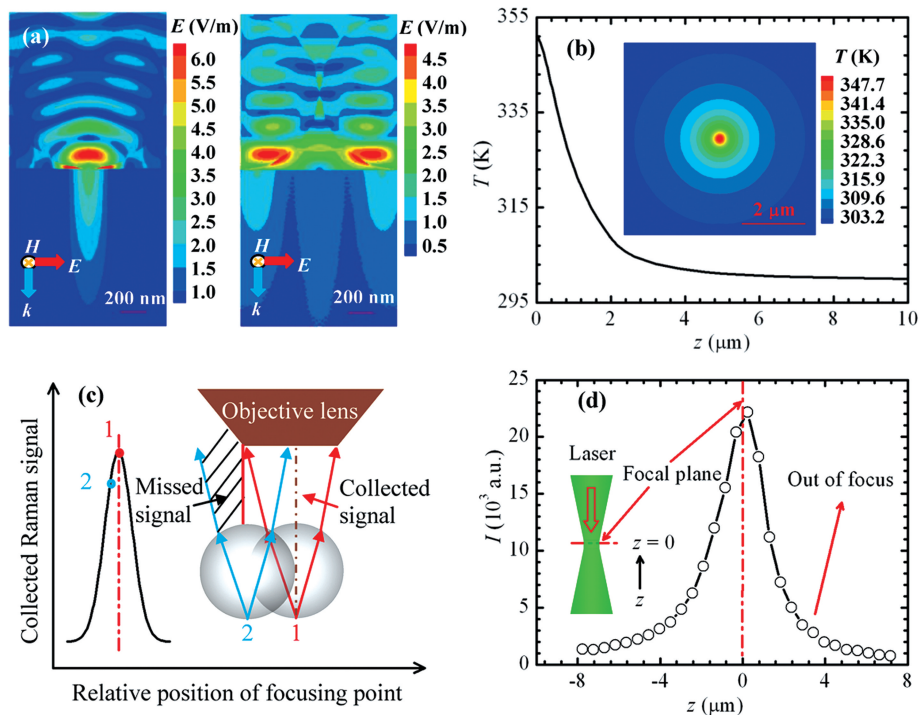 (a)
E (V/m)
6.0
5.5
5.0
4.5
4.0
3.5
3.0
2.5
2.0
1.5
1.0
H
E
k
200 nm
E (V/m)
4.5
4.0
3.5
3.0
2.5
2.0
1.5
1.0
0.5
H
E
k
200 nm
(b)
355
335
315
295
T (K)
T (K)
347.7
341.4
335.0
328.6
322.3
315.9
309.6
303.2
2 μm
0 2 4 6 8 10
z (μm)
(c)
Collected Raman signal
1
2
Objective lens
Missed
signal
Collected
signal
2
1
Relative position of focusing point
(d)
25
20
15
10
5
0
I (10³ a.u.)
Laser
Focal plane
Out of focus
z = 0
z
-8 -4 0 4 8
z (μm)